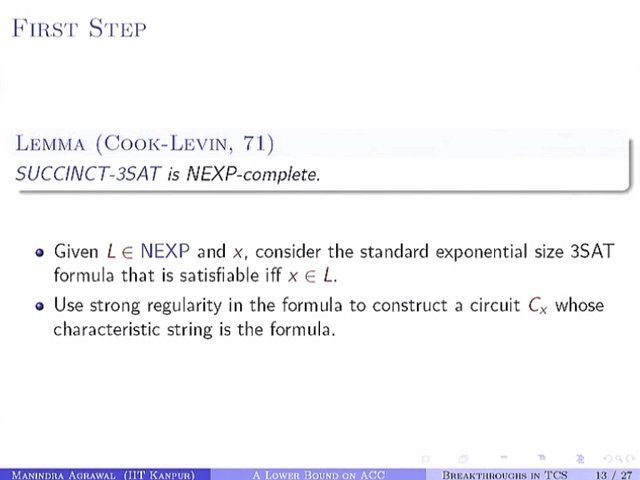 First Step
Lemma (Cook-Levin, 71)
SUCCINCT-3SAT is NEXP-complete.
Given L ∈ NEXP and x, consider the standard exponential size 3SAT
formula that is satisfiable iff x ∈ L.
Use strong regularity in the formula to construct a circuit Cₓ whose
characteristic string is the formula.
Manindra Agrawal (IIT Kanpur) A Lower Bound on ACC Breakthroughs in TCS 13 / 27